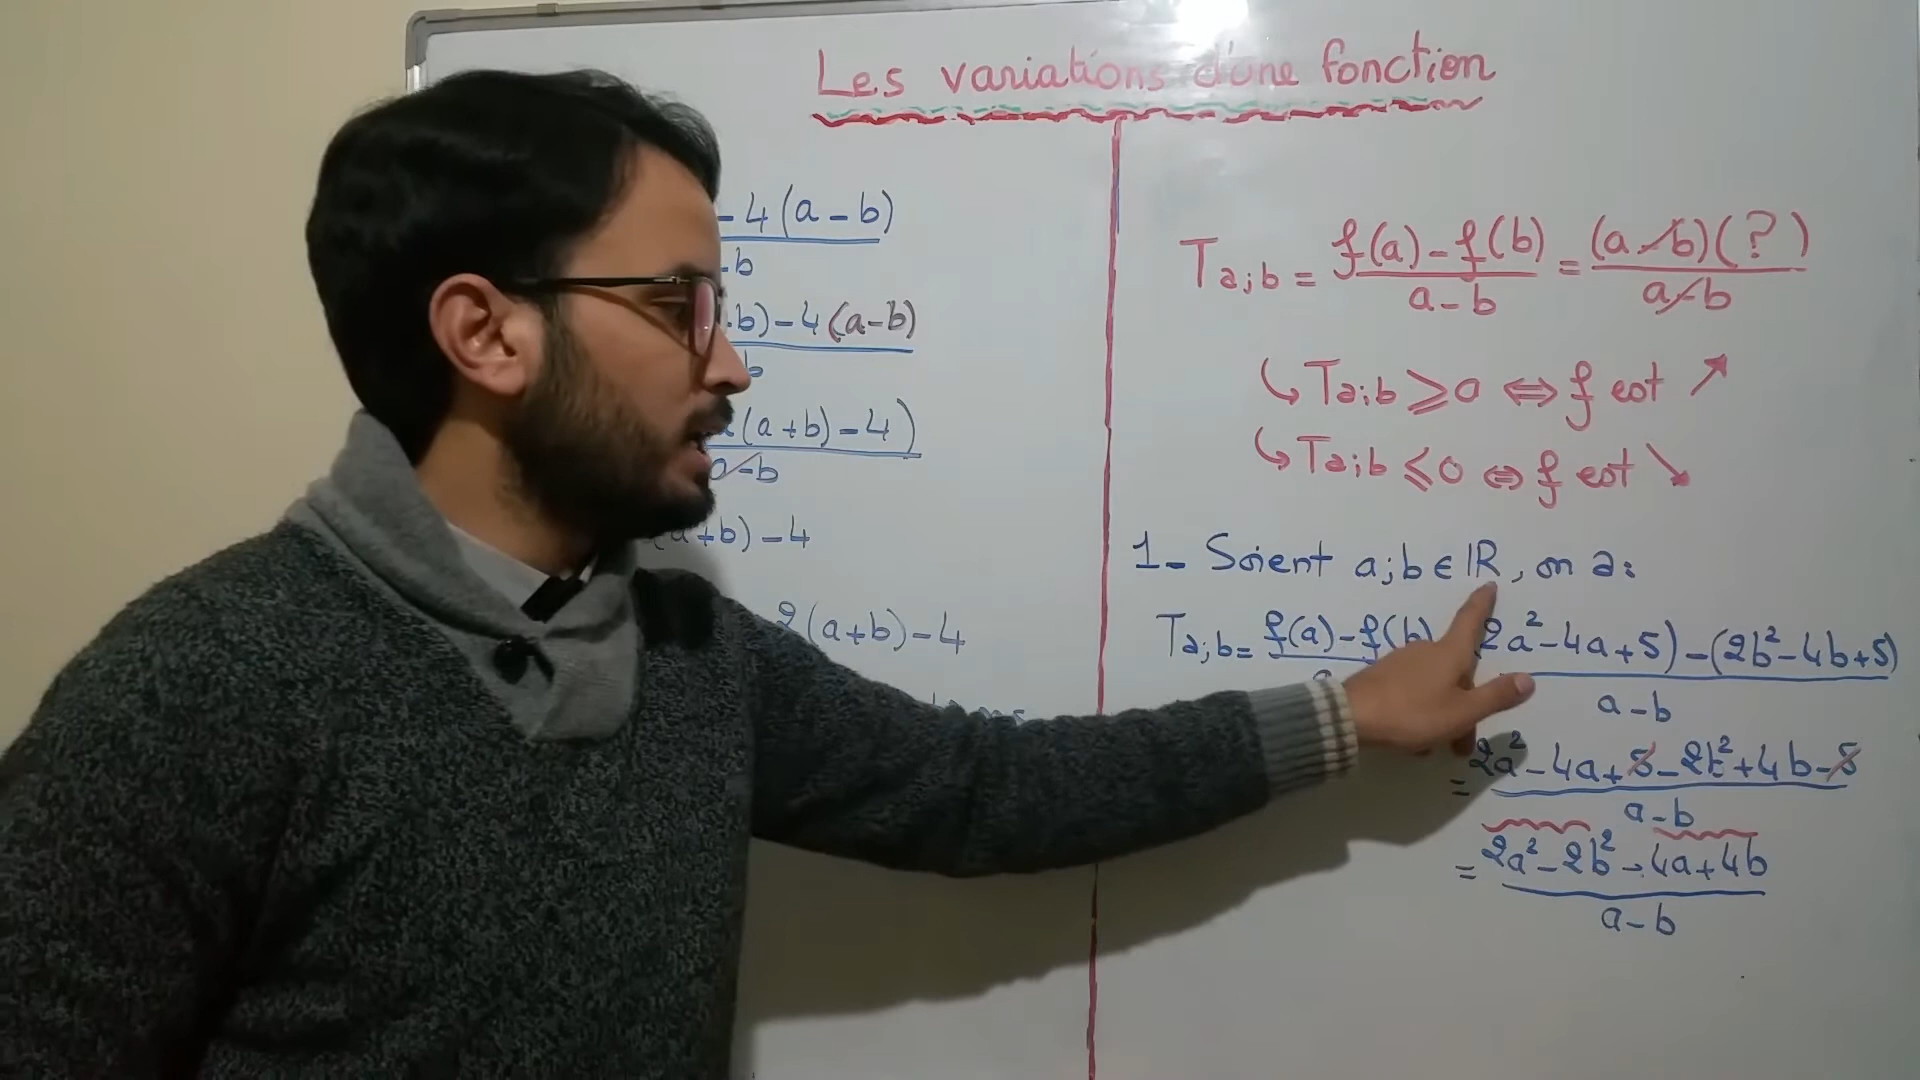 Les variations d'une fonction
- 4(a - b)
- b
b) - 4(a - b)
b
(a + b) - 4)
a - b
(a + b) - 4
2(a + b) - 4
Ta;b = f(a) - f(b) / a - b = (a - b)(?) / a - b
↪ Ta;b ⩾ 0 ⇔ f est ↗
↪ Ta;b ⩽ 0 ⇔ f est ↘
1 - Soient a;b ∈ ℝ, on a:
Ta;b = f(a) - f(b) 2a² - 4a + 5) - (2b² - 4b + 5) / a - b
= 2a² - 4a + 5 - 2b² + 4b - 5 / a - b
= 2a² - 2b² - 4a + 4b / a - b